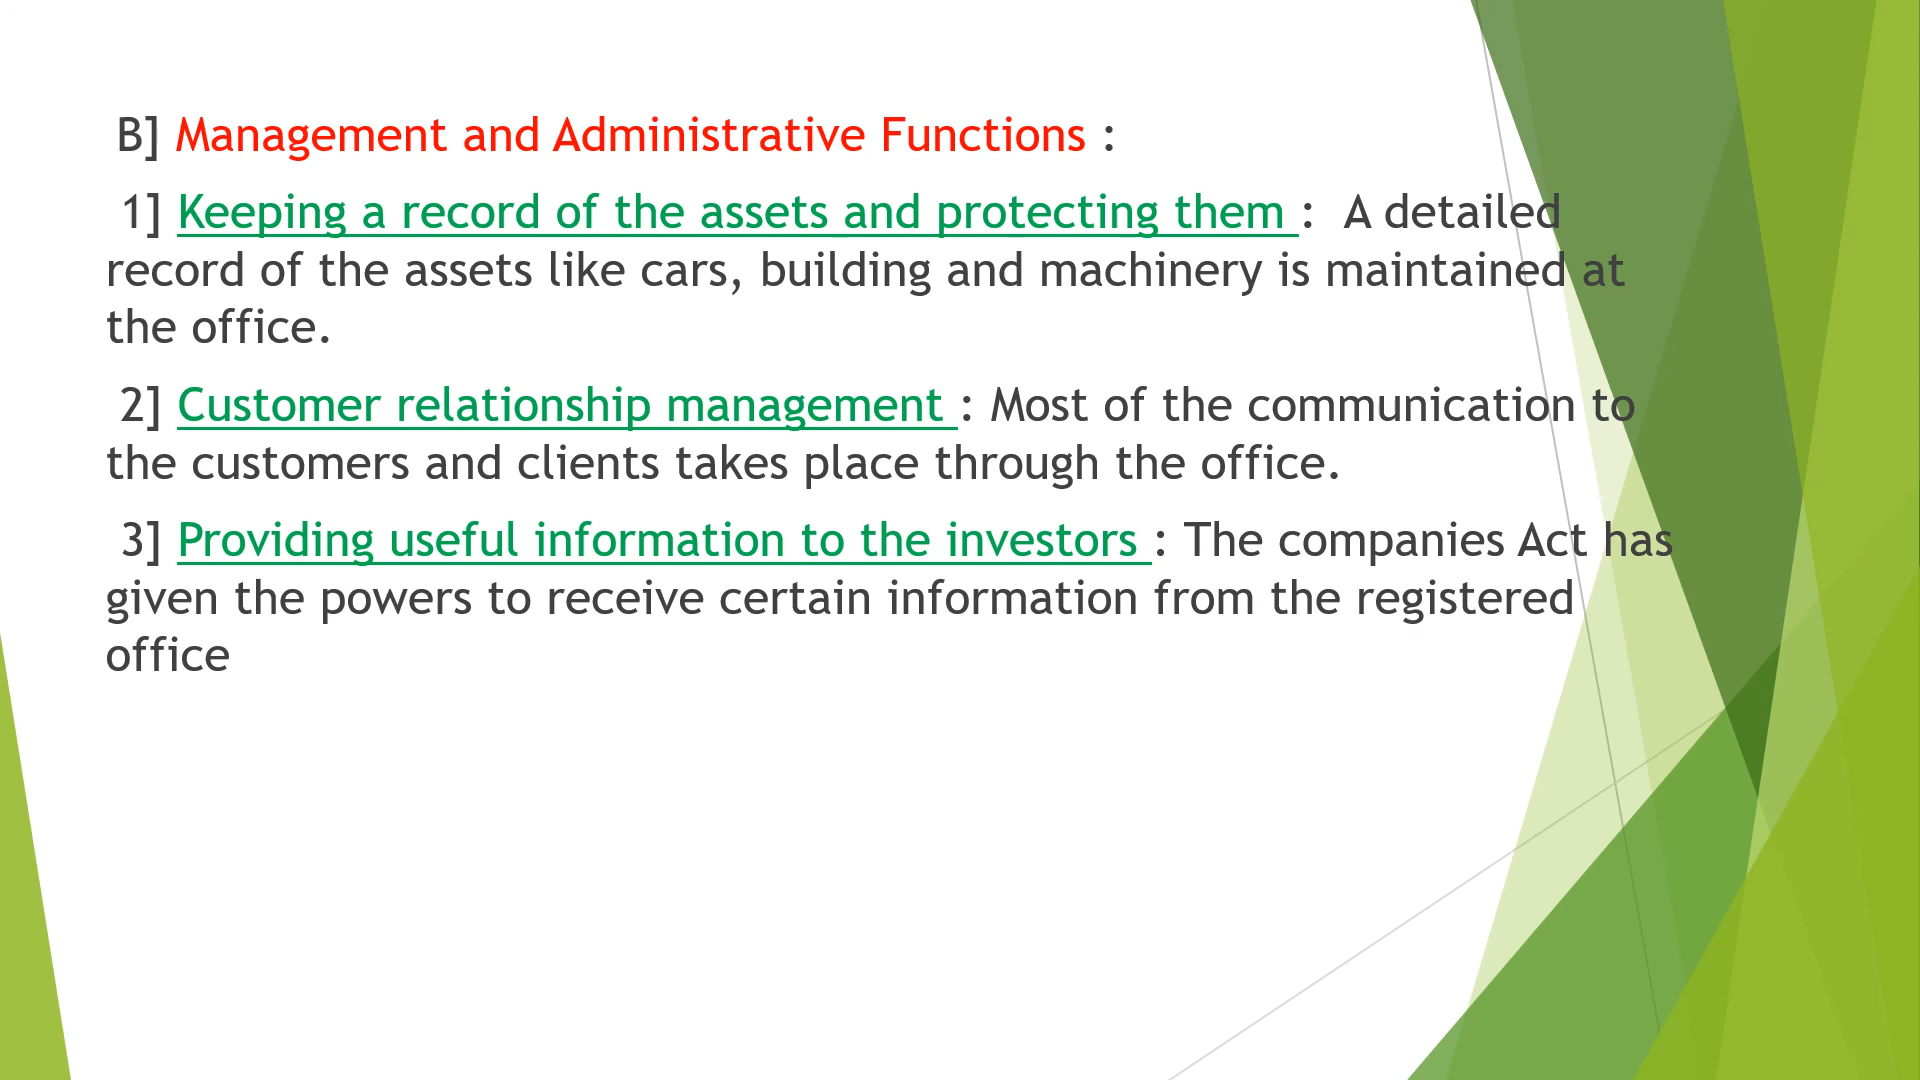 B] Management and Administrative Functions :
1] Keeping a record of the assets and protecting them :  A detailed
record of the assets like cars, building and machinery is maintained at
the office.
2] Customer relationship management : Most of the communication to
the customers and clients takes place through the office.
3] Providing useful information to the investors : The companies Act has
given the powers to receive certain information from the registered
office